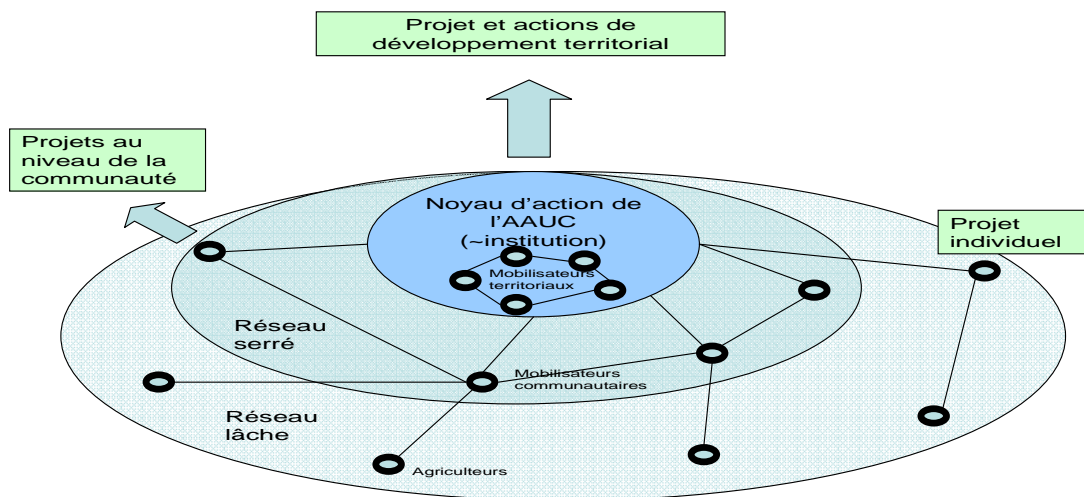 Projet et actions de
développement territorial
Projets au
niveau de la
communauté
Noyau d'action de
l'AAUC
(~institution)
Projet
individuel
Mobilisateurs
territoriaux
Réseau
serré
Mobilisateurs
communautaires
Réseau
lâche
Agriculteurs